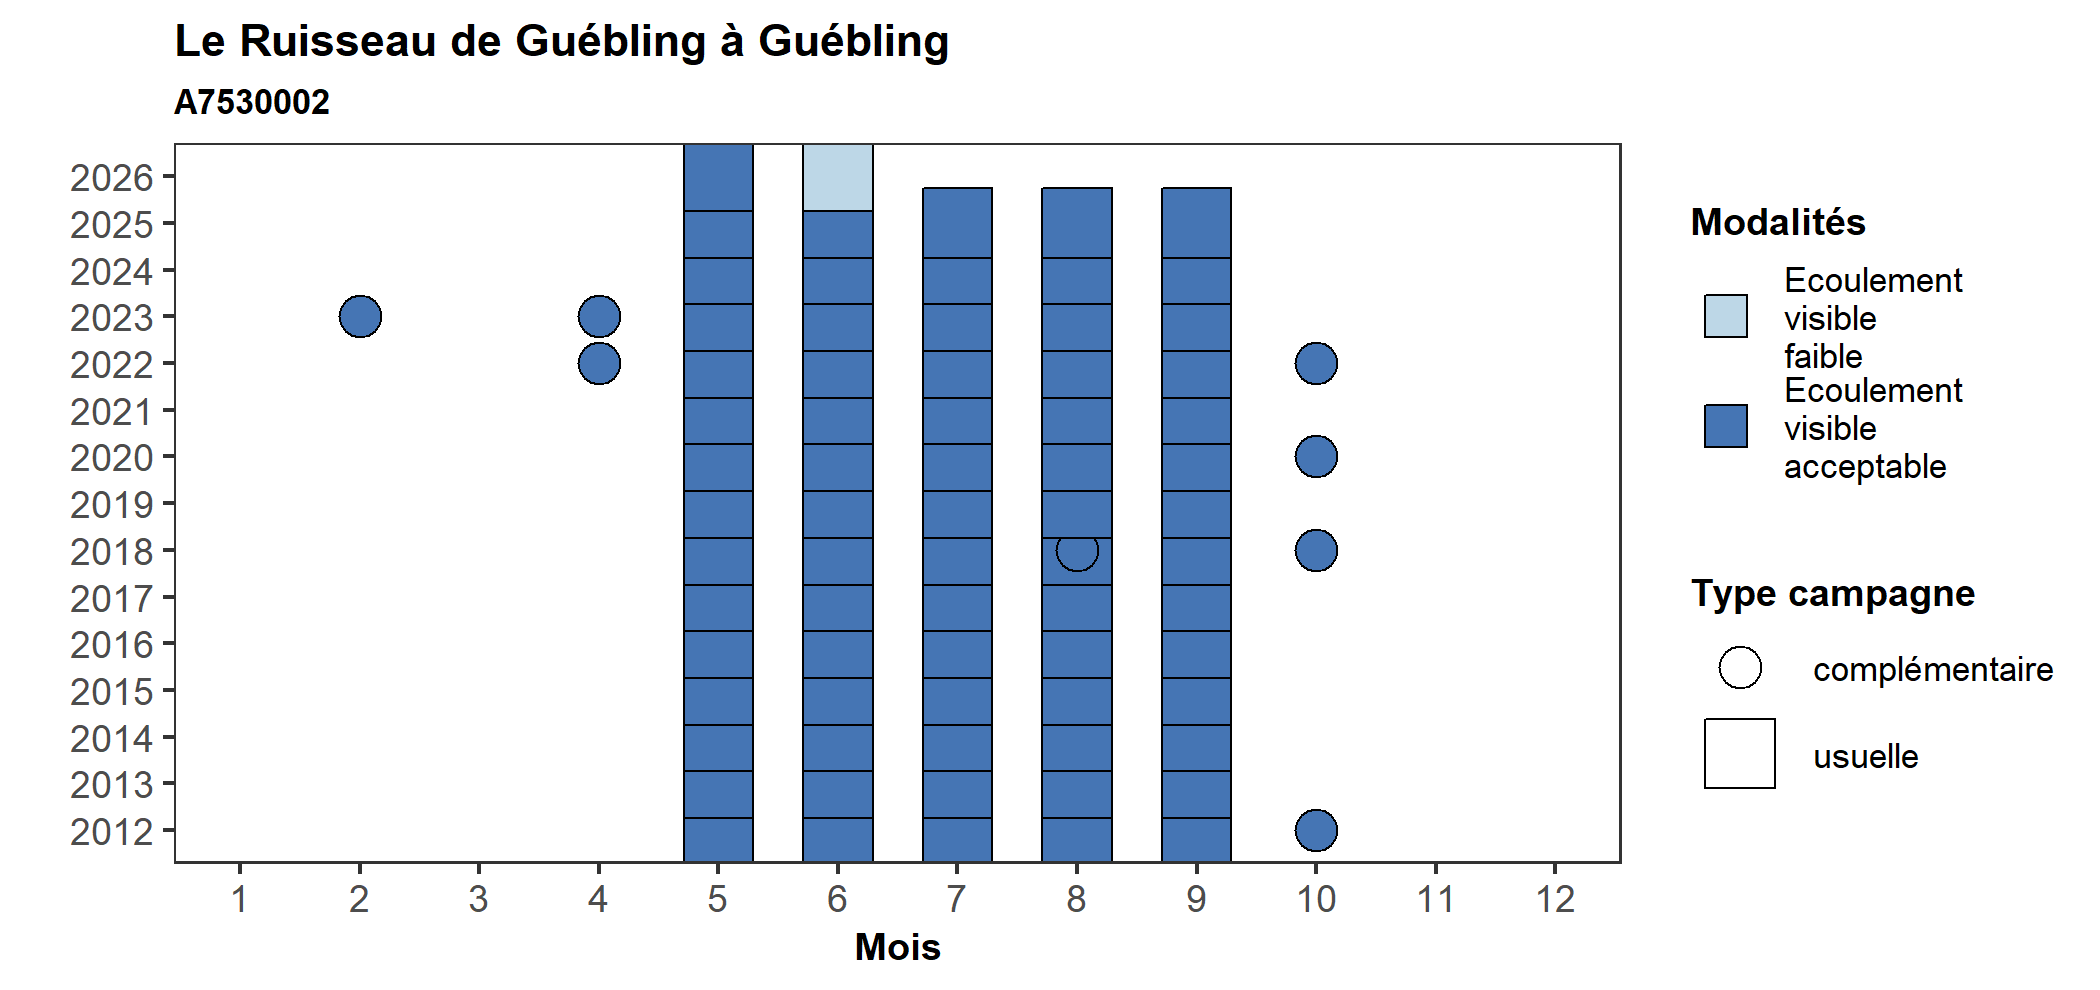 Le Ruisseau de Guébling à Guébling
A7530002
2026
2025
2024
2023
2022
2021
2020
2019
2018
2017
2016
2015
2014
2013
2012
1 2 3 4 5 6 7 8 9 10 11 12
Mois
Modalités
Ecoulement
visible
faible
Ecoulement
visible
acceptable
Type campagne
complémentaire
usuelle